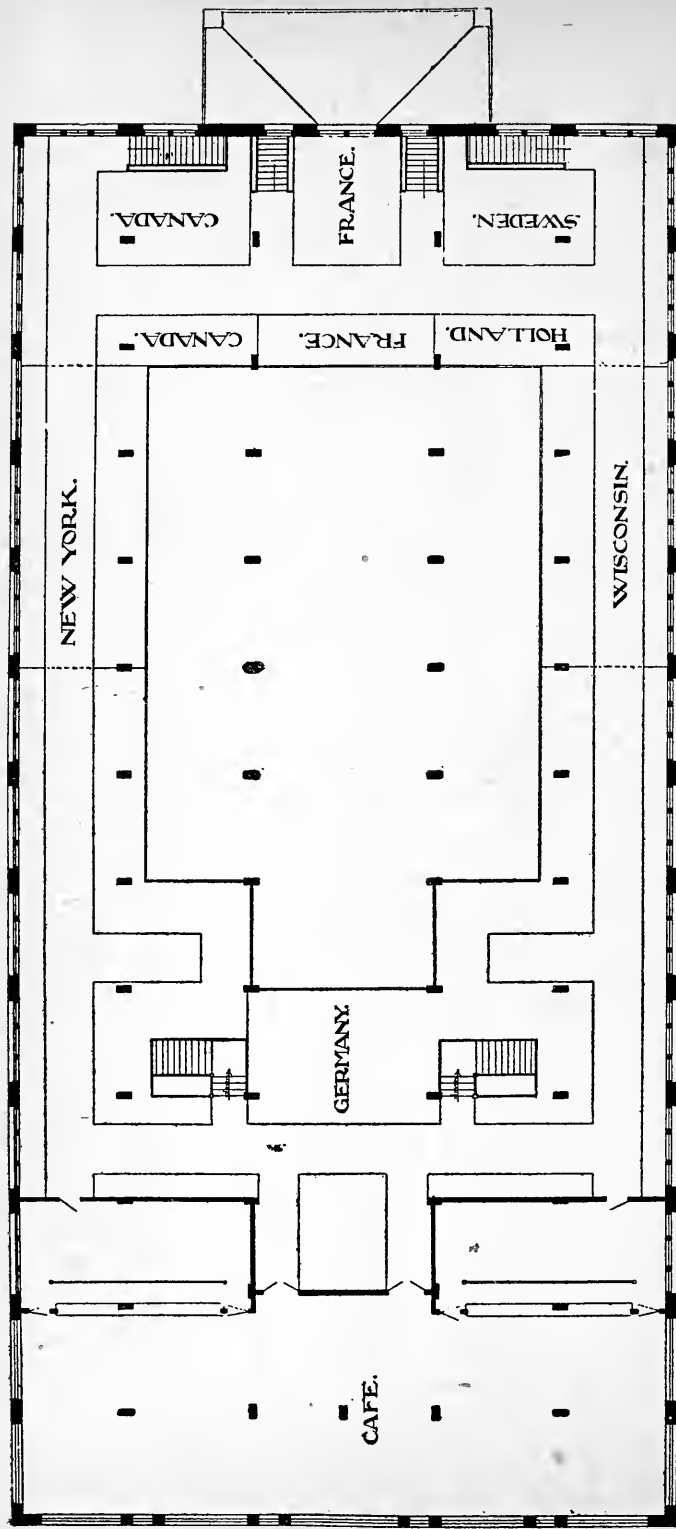 CANADA.
FRANCE.
SWEDEN.
CANADA.
FRANCE.
HOLLAND.
NEW YORK.
WISCONSIN.
GERMANY.
CAFE.